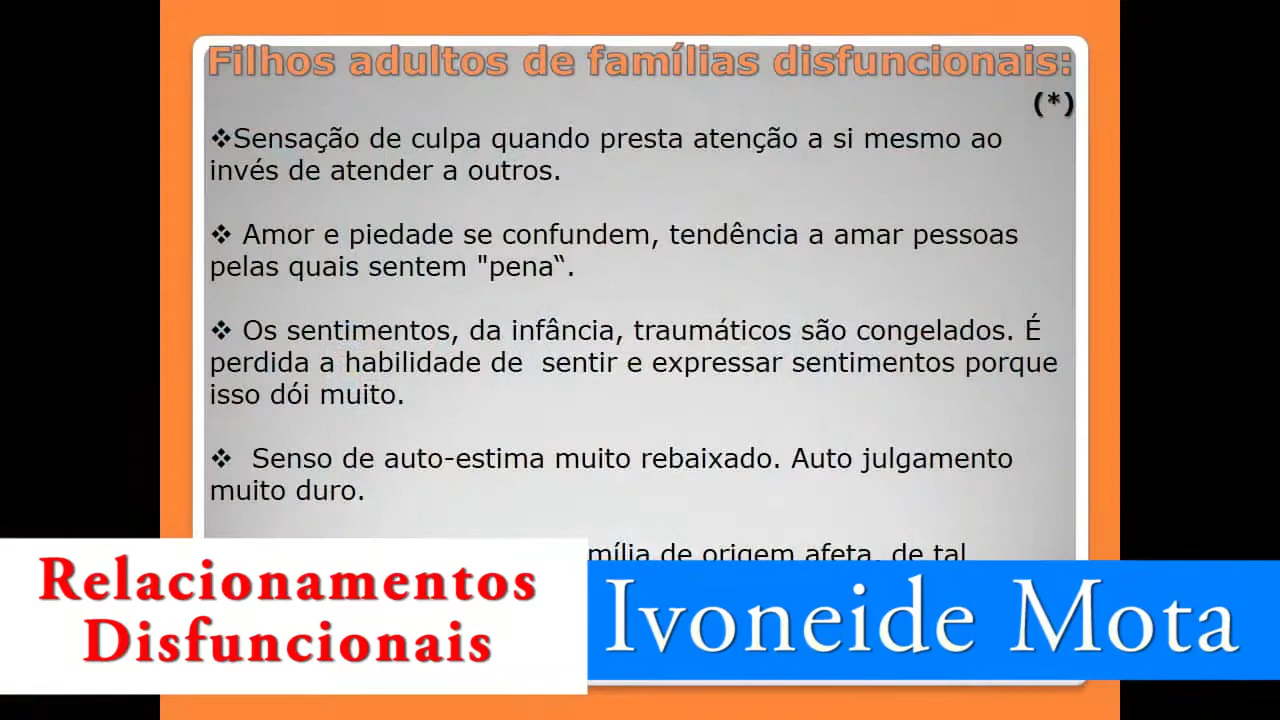 Filhos adultos de famílias disfuncionais:
(*)
❖Sensação de culpa quando presta atenção a si mesmo ao
invés de atender a outros.
❖ Amor e piedade se confundem, tendência a amar pessoas
pelas quais sentem "pena“.
❖ Os sentimentos, da infância, traumáticos são congelados. É
perdida a habilidade de  sentir e expressar sentimentos porque
isso dói muito.
❖  Senso de auto-estima muito rebaixado. Auto julgamento
muito duro.
de origem afeta, de tal
Relacionamentos
Disfuncionais
Ivoneide Mota